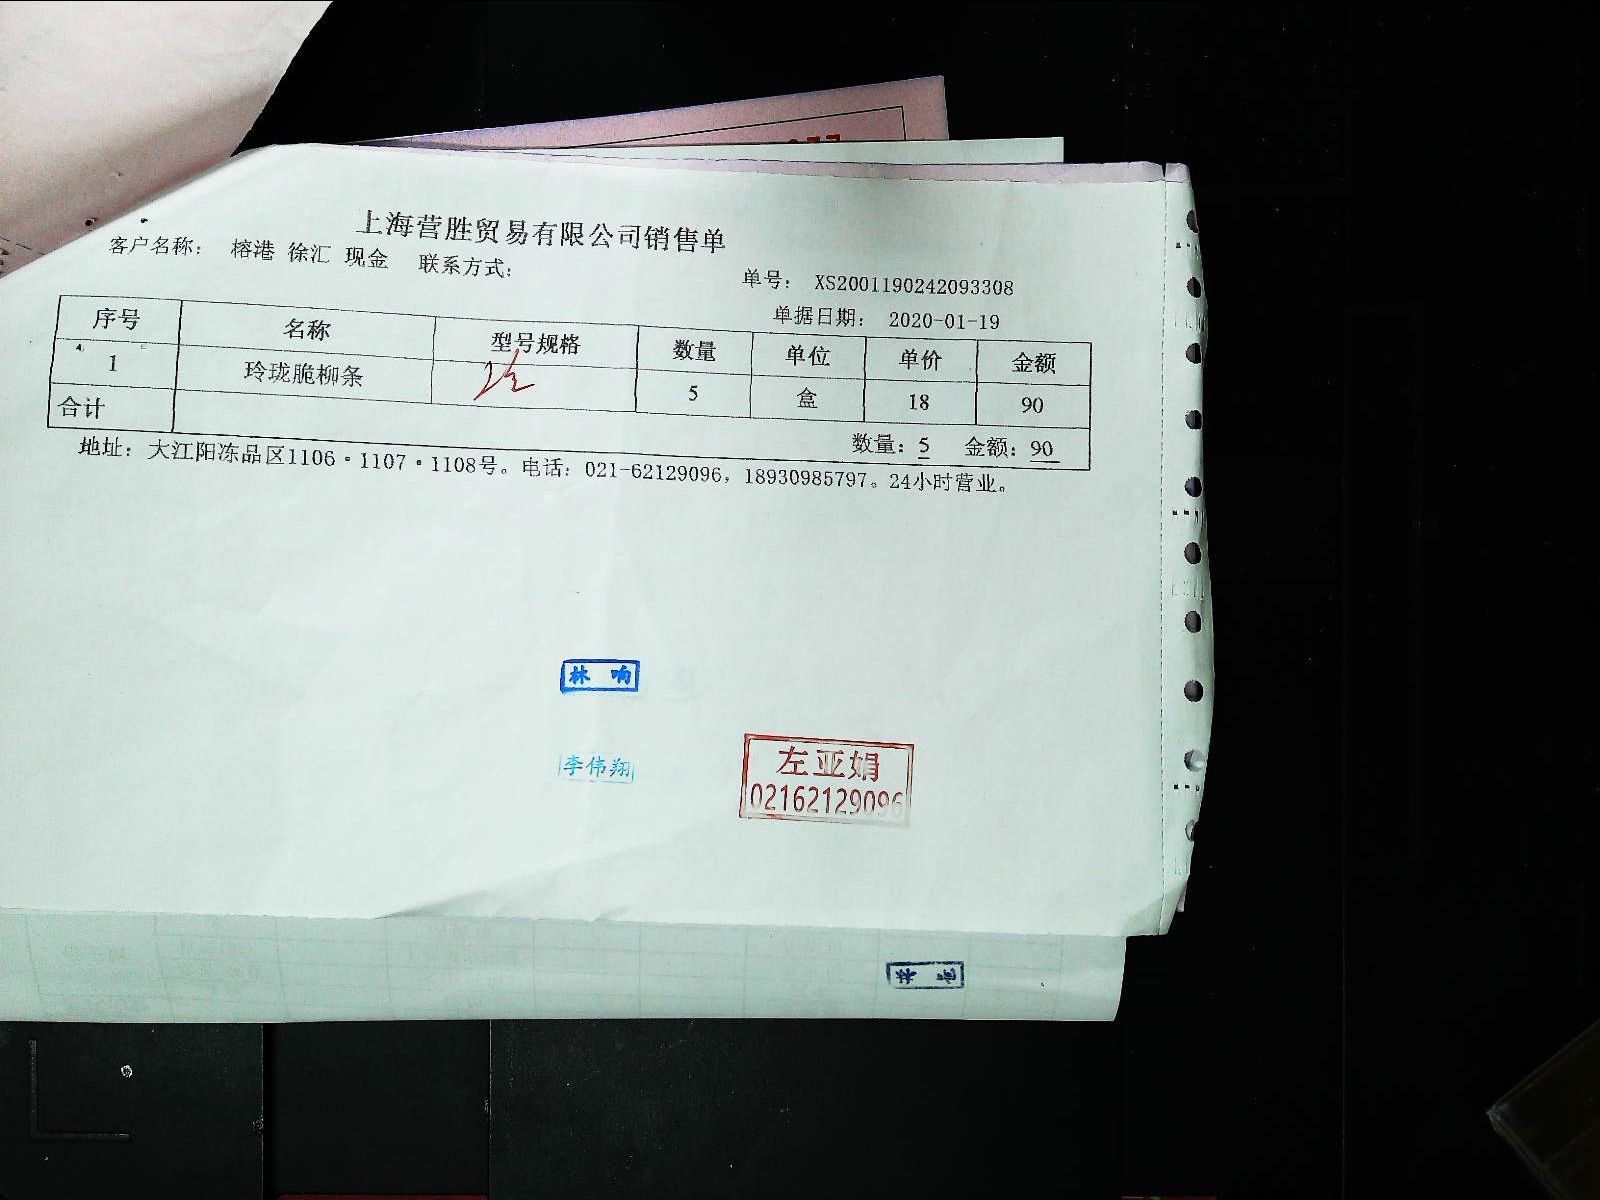 上海营胜贸易有限公司销售单
客户名称： 榕港 徐汇 现金 联系方式：
单号： XS2001190242093308
单据日期： 2020-01-19
序号 名称 型号规格 数量 单位 单价 金额
1 玲珑脆柳条 5 盒 18 90
合计 数量：5 金额：90
地址：大江阳冻品区1106·1107·1108号。电话：021-62129096，18930985797。24小时营业。
林 响
李伟翔
左亚娟
02162129096